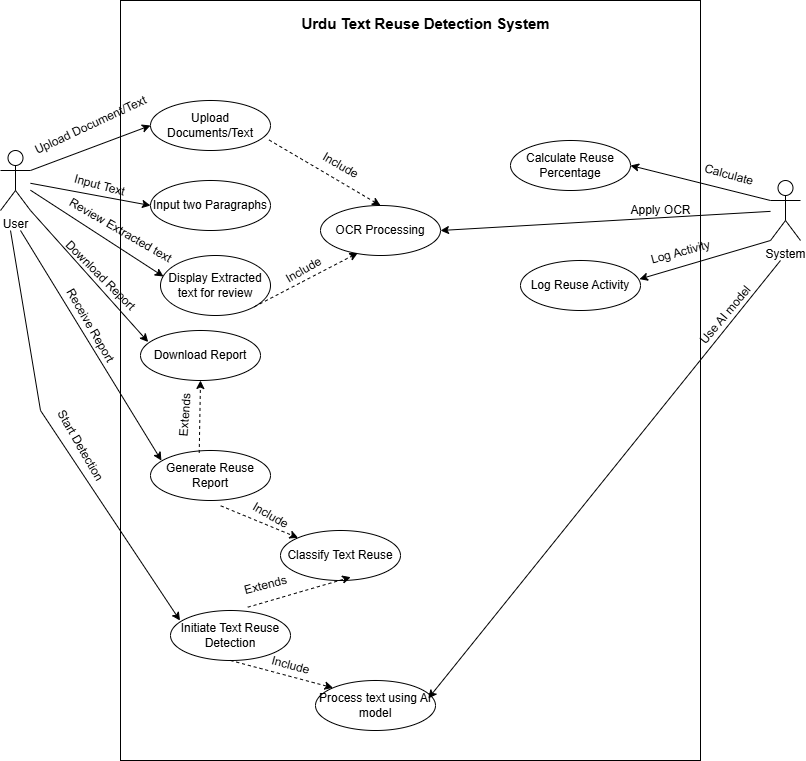 Urdu Text Reuse Detection System
Upload Document/Text
Upload
Documents/Text
Include
Calculate Reuse
Percentage
Calculate
Input Text
Input two Paragraphs
User
Review Extracted text
OCR Processing
Apply OCR
System
Log Activity
Log Reuse Activity
Display Extracted
text for review
Include
Download Report
Download Report
Receive Report
Use AI model
Extends
Start Detection
Generate Reuse
Report
Include
Classify Text Reuse
Extends
Initiate Text Reuse
Detection
Include
Process text using AI
model